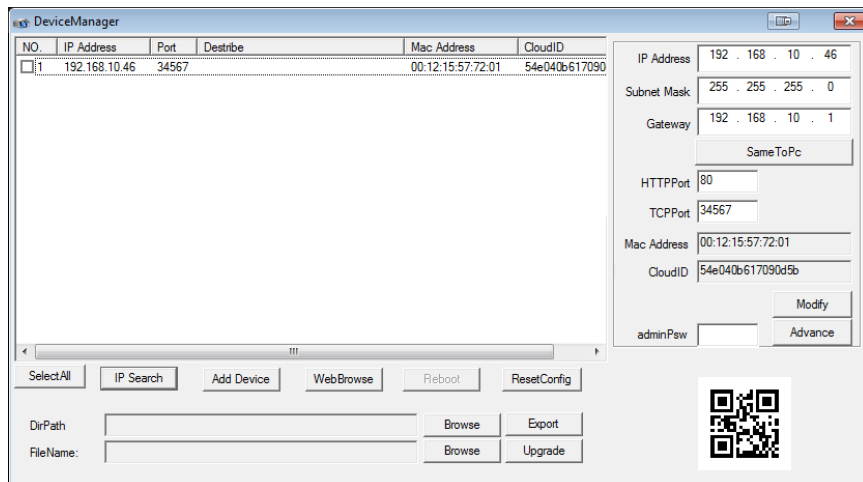 DeviceManager
NO. IP Address Port Destribe Mac Address CloudID
1 192.168.10.46 34567 00:12:15:57:72:01 54e040b617090
IP Address 192 . 168 . 10 . 46
Subnet Mask 255 . 255 . 255 . 0
Gateway 192 . 168 . 10 . 1
SameToPc
HTTPPort 80
TCPPort 34567
Mac Address 00:12:15:57:72:01
CloudID 54e040b617090d5b
Modify
adminPsw Advance
SelectAll IP Search Add Device WebBrowse Reboot ResetConfig
DirPath Browse Export
FileName: Browse Upgrade